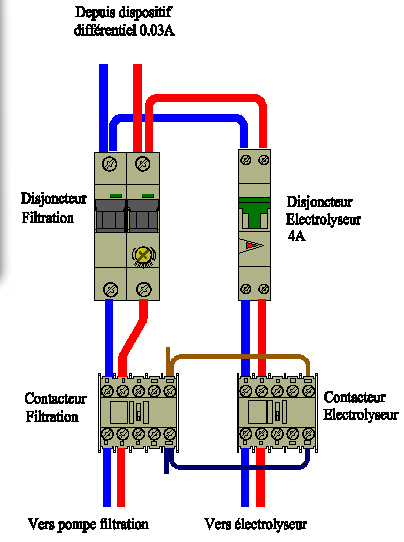 Depuis dispositif
différentiel 0.03A
Disjoncteur
Filtration
Disjoncteur
Electrolyseur
4A
Contacteur
Filtration
Contacteur
Electrolyseur
Vers pompe filtration
Vers électrolyseur